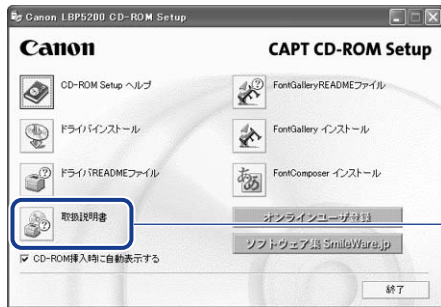 Canon LBP5200 CD-ROM Setup
Canon
CAPT CD-ROM Setup
CD-ROM Setup ヘルプ
FontGalleryREADMEファイル
ドライバインストール
FontGallery インストール
ドライバREADMEファイル
FontComposer インストール
取扱説明書
オンラインユーザ登録
ソフトウェア集 SmileWare.jp
CD-ROM挿入時に自動表示する
終了